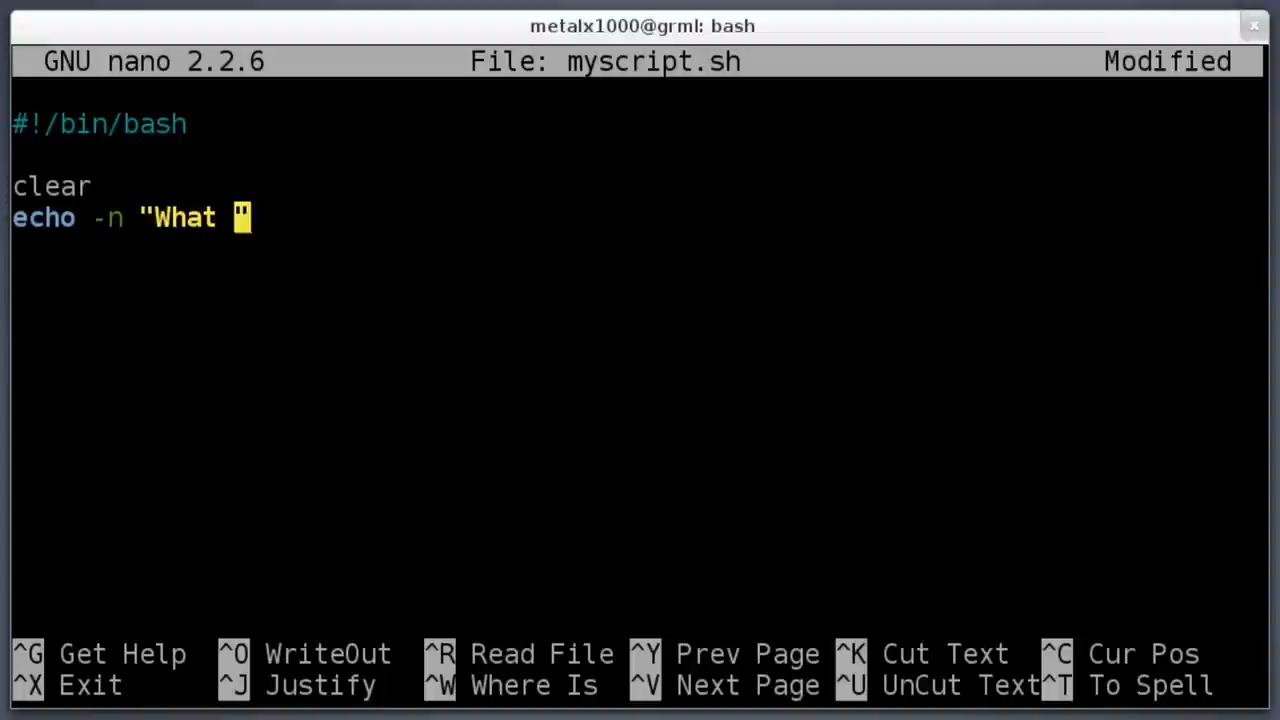 metalx1000@grml: bash
GNU nano 2.2.6 File: myscript.sh Modified
#!/bin/bash
clear
echo -n "What "
^G Get Help ^O WriteOut ^R Read File ^Y Prev Page ^K Cut Text ^C Cur Pos
^X Exit ^J Justify ^W Where Is ^V Next Page ^U UnCut Text ^T To Spell